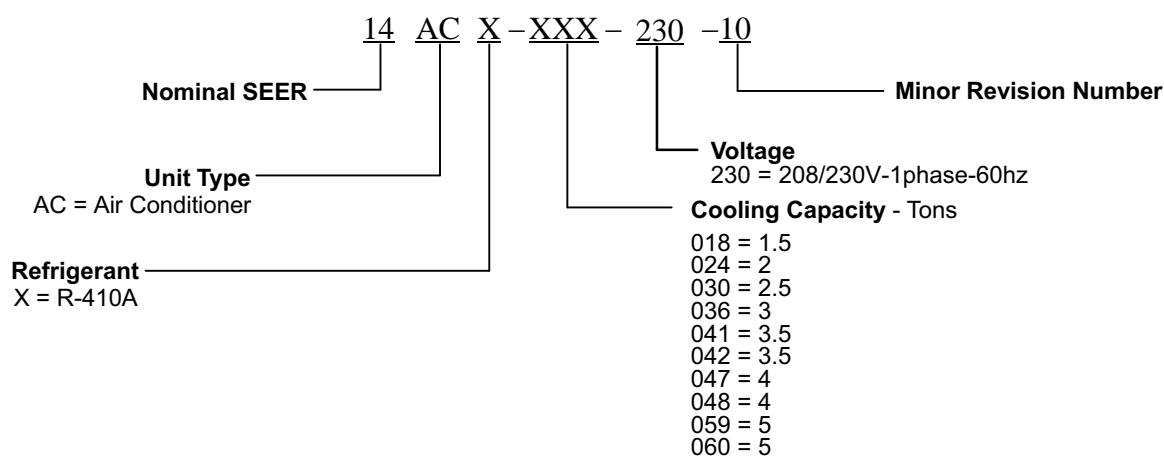 14 AC X – XXX – 230 – 10
Nominal SEER
Minor Revision Number
Voltage
230 = 208/230V-1phase-60hz
Unit Type
AC = Air Conditioner
Cooling Capacity - Tons
018 = 1.5
024 = 2
030 = 2.5
036 = 3
041 = 3.5
042 = 3.5
047 = 4
048 = 4
059 = 5
060 = 5
Refrigerant
X = R-410A